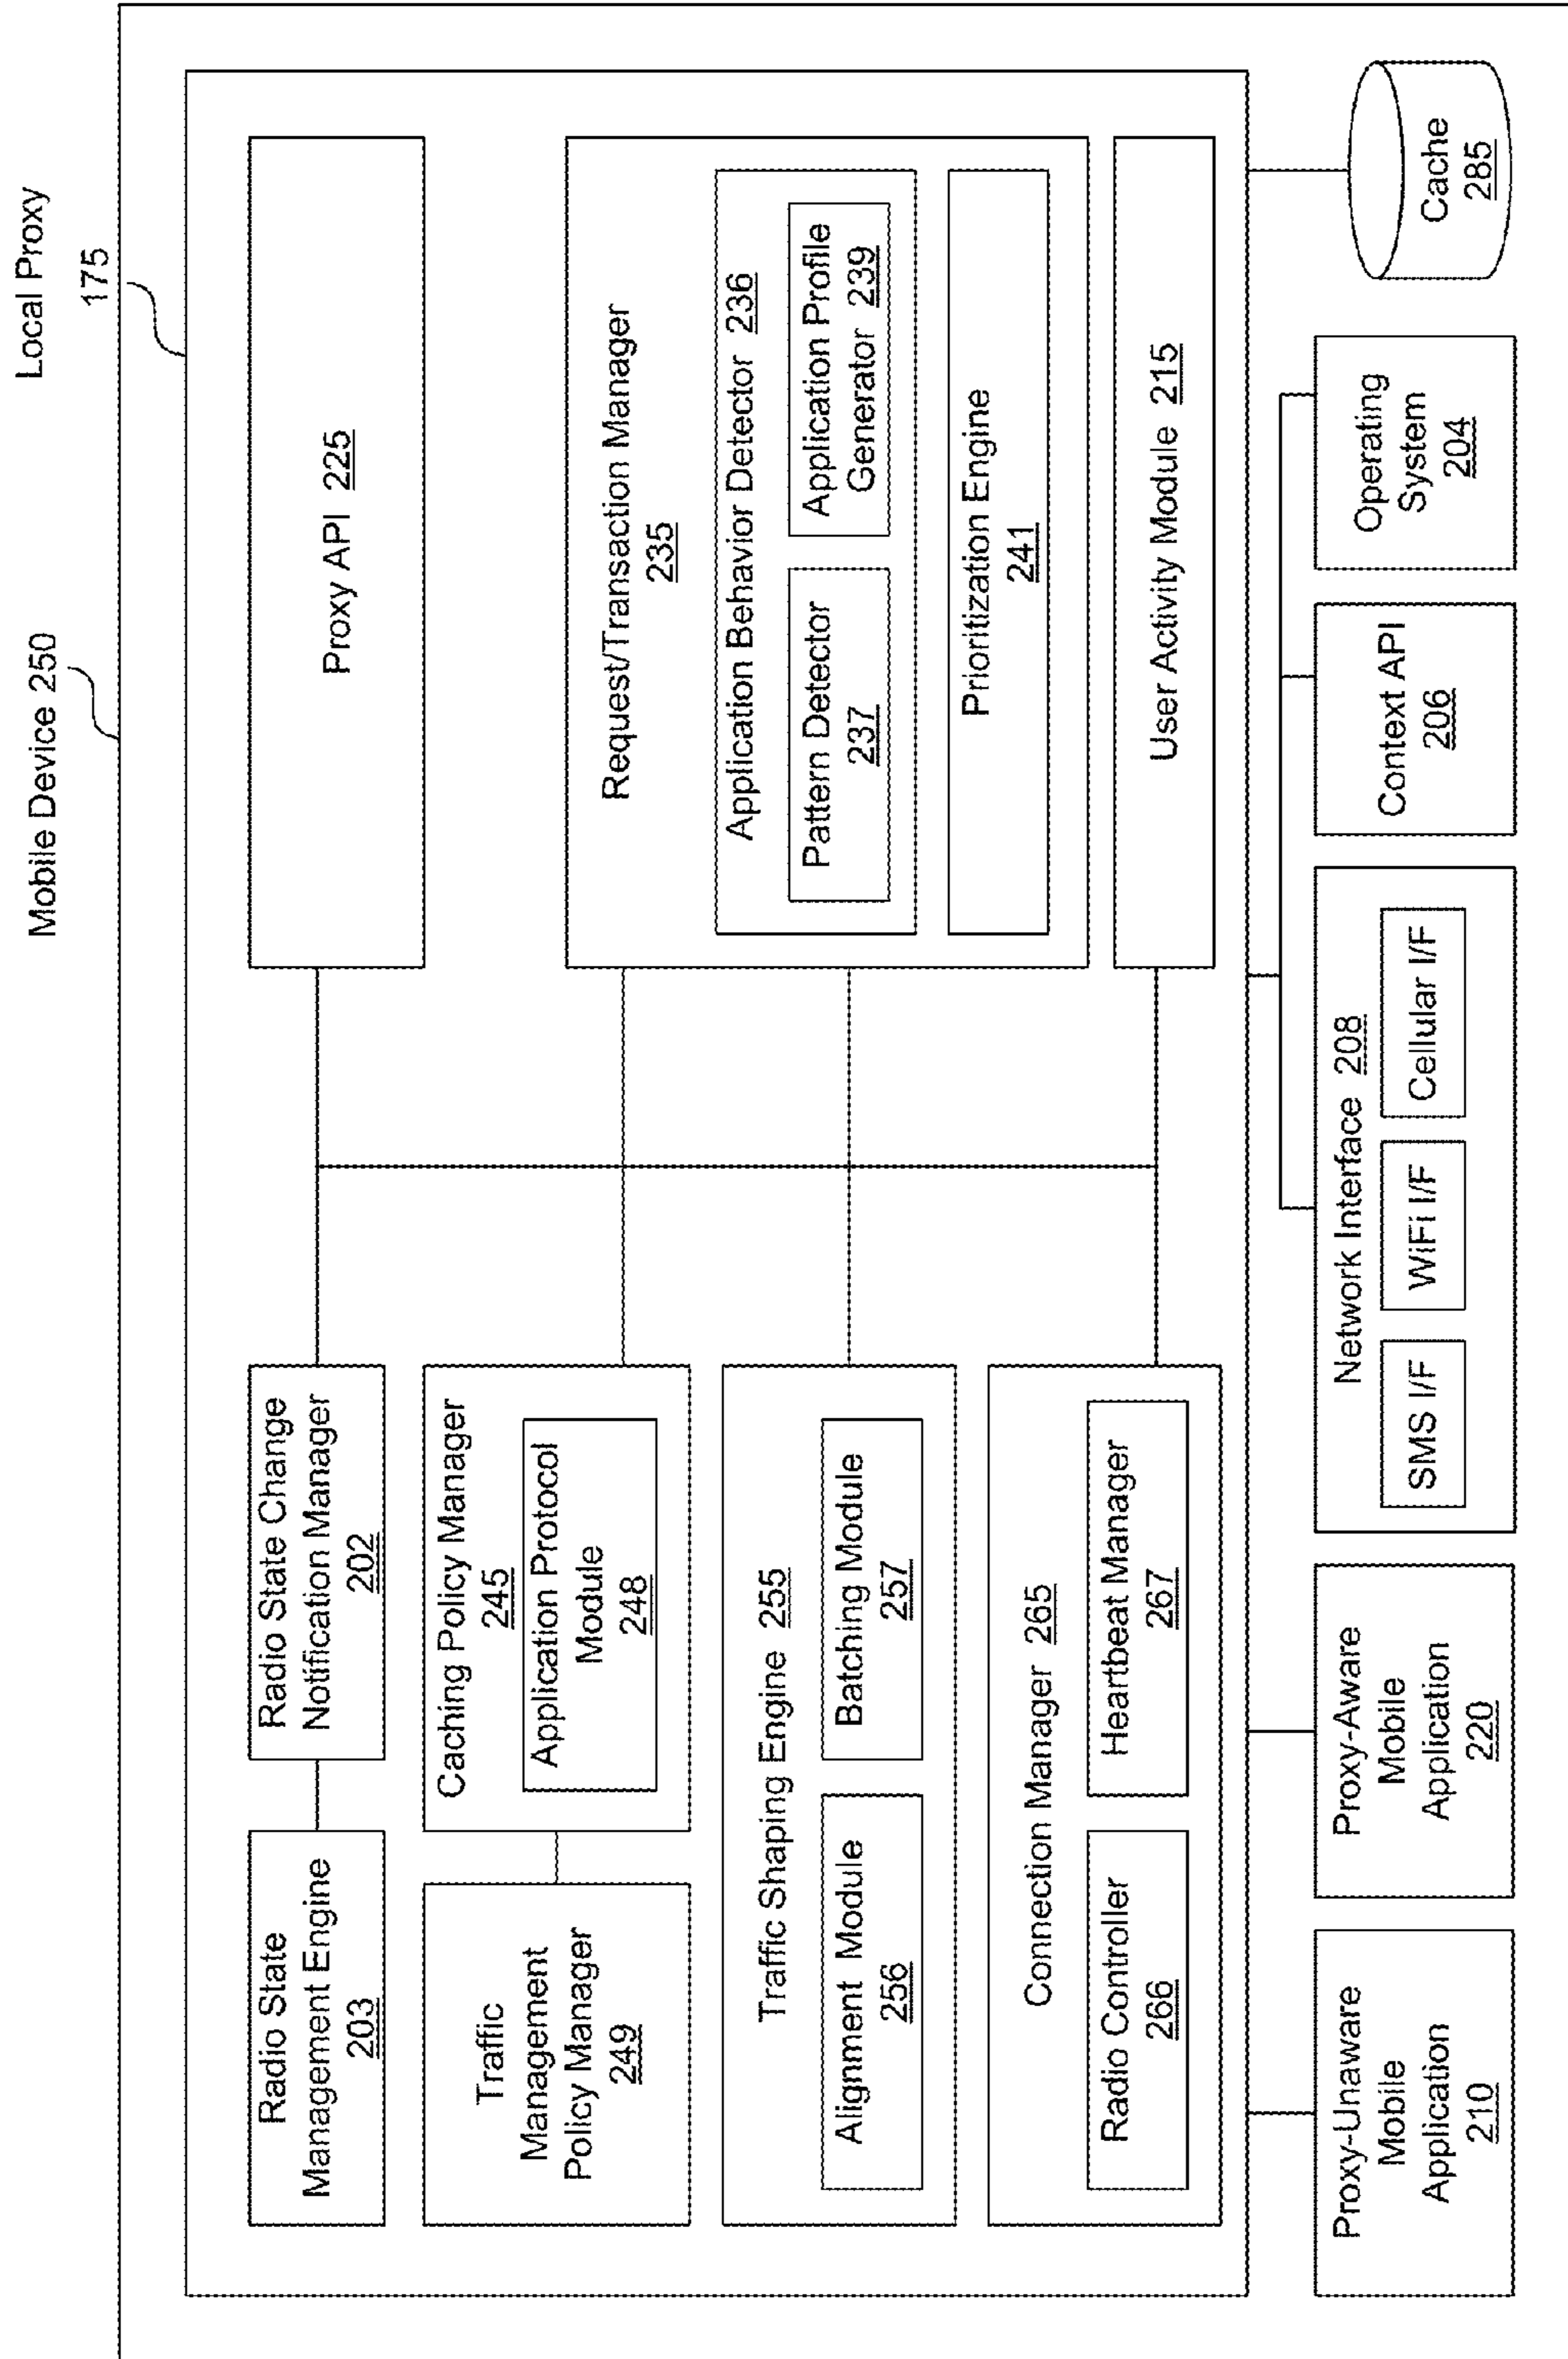 Mobile Device 250
Local Proxy
175
Radio State
Management Engine
203
Radio State Change
Notification Manager
202
Proxy API 225
Traffic
Management
Policy Manager
249
Caching Policy Manager
245
Application Protocol
Module
248
Request/Transaction Manager
235
Application Behavior Detector 236
Pattern Detector
237
Application Profile
Generator 239
Prioritization Engine
241
Traffic Shaping Engine 255
Alignment Module
256
Batching Module
257
Connection Manager 265
Radio Controller
266
Heartbeat Manager
267
User Activity Module 215
Proxy-Unaware
Mobile
Application
210
Proxy-Aware
Mobile
Application
220
Network Interface 208
SMS I/F
WiFi I/F
Cellular I/F
Context API
206
Operating
System
204
Cache
285